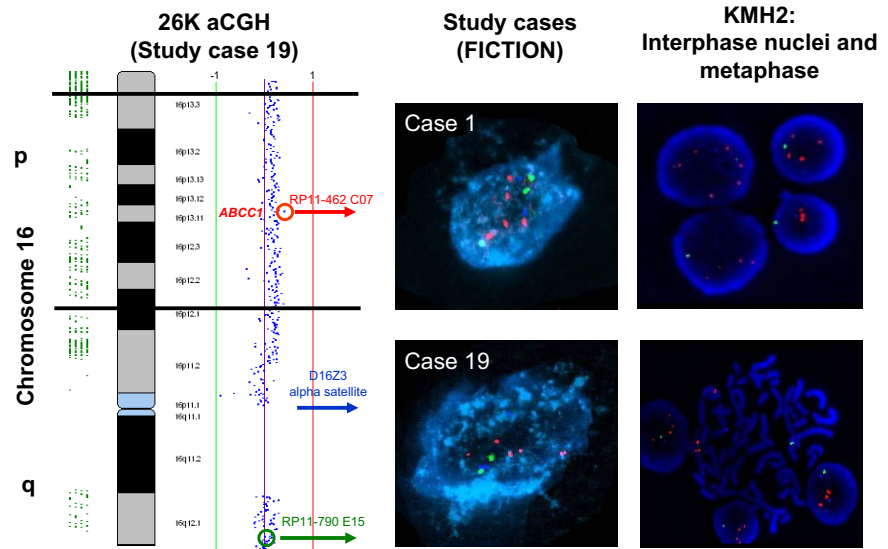 26K aCGH
(Study case 19)
Study cases
(FICTION)
KMH2:
Interphase nuclei and
metaphase
Chromosome 16
p
q
-1
1
16p13.3
16p13.2
16p13.13
16p13.12
16p13.11
16p12.3
16p12.2
16p12.1
16p11.2
16p11.1
16q11.1
16q11.2
16q12.1
ABCC1
RP11-462 C07
D16Z3
alpha satellite
RP11-790 E15
Case 1
Case 19